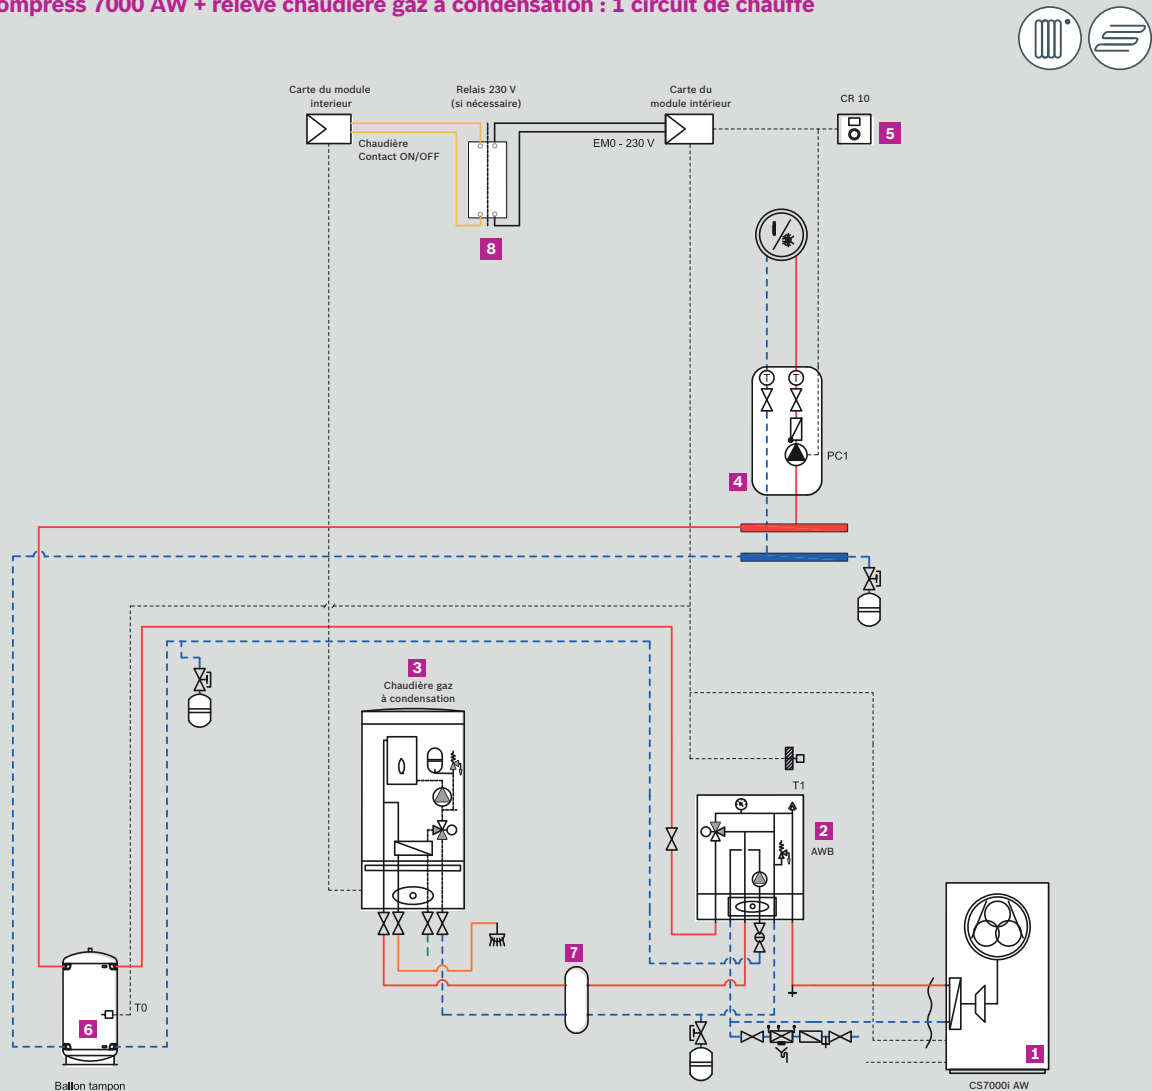 ompress 7000 AW + relève chaudière gaz à condensation : 1 circuit de chauffe
Carte du module
interieur
Relais 230 V
(si nécessaire)
Carte du
module intérieur
CR 10
5
Chaudière
Contact ON/OFF
EM0 - 230 V
8
T
T
PC1
4
3
Chaudière gaz
à condensation
T1
2
AWB
7
T0
6
1
Ballon tampon
CS7000i AW